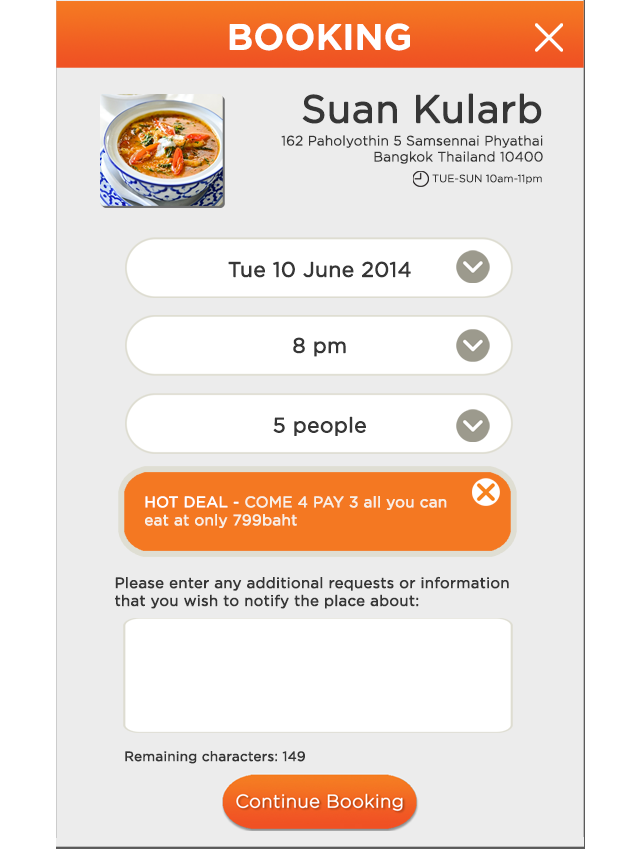 BOOKING
Suan Kularb
162 Paholyothin 5 Samsennai Phyathai
Bangkok Thailand 10400
TUE-SUN 10am-11pm
Tue 10 June 2014
8 pm
5 people
HOT DEAL - COME 4 PAY 3 all you can
eat at only 799baht
Please enter any additional requests or information
that you wish to notify the place about:
Remaining characters: 149
Continue Booking